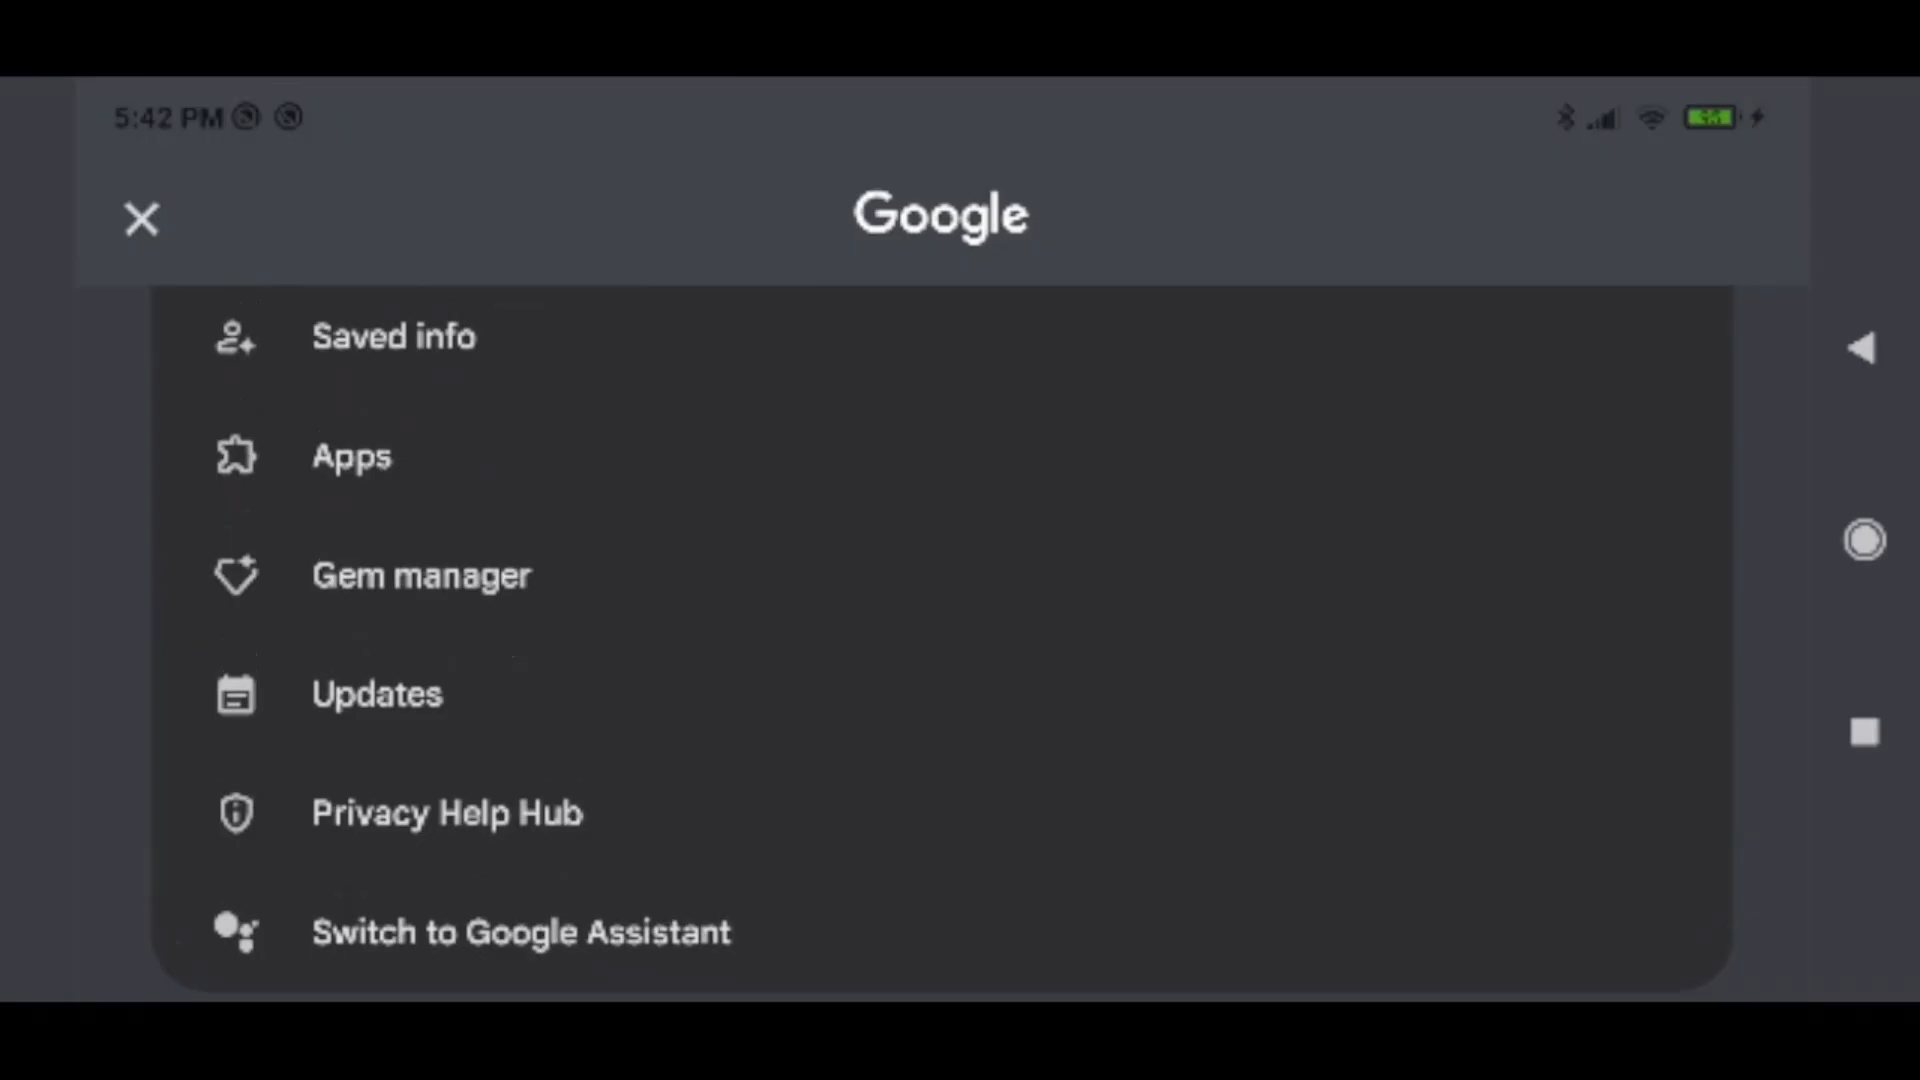 5:42 PM
Google
Saved info
Apps
Gem manager
Updates
Privacy Help Hub
Switch to Google Assistant